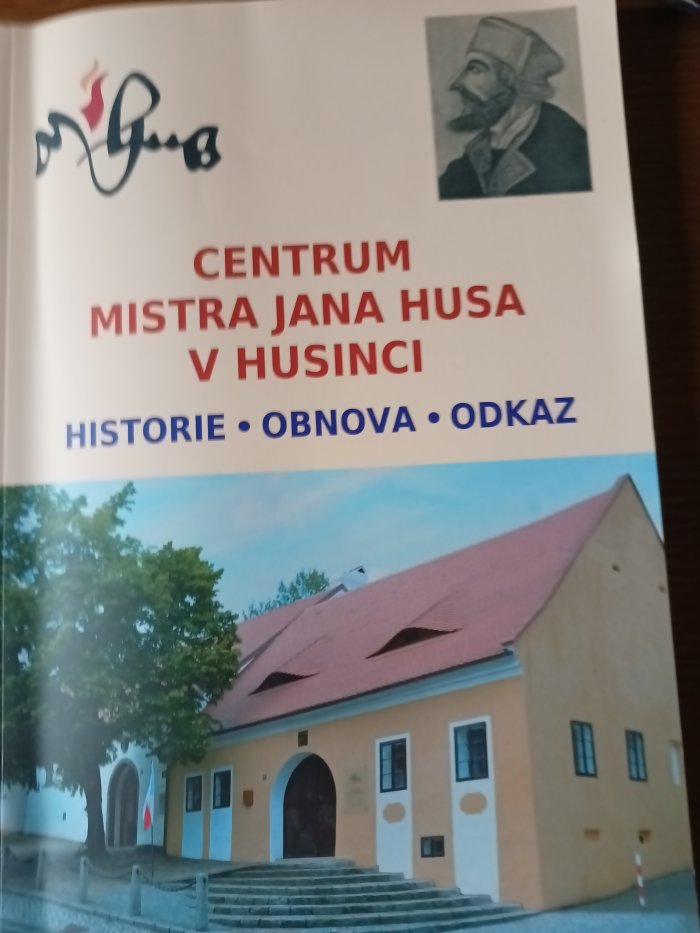 CENTRUM
MISTRA JANA HUSA
V HUSINCI
HISTORIE • OBNOVA • ODKAZ